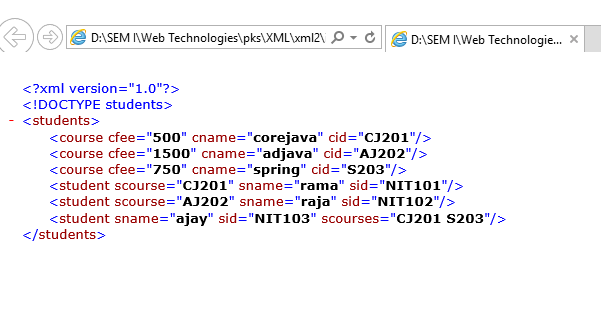 D:\SEM I\Web Technologies\pks\XML\xml2\
D:\SEM I\Web Technologie...
<?xml version="1.0"?>
<!DOCTYPE students>
- <students>
<course cfee="500" cname="corejava" cid="CJ201"/>
<course cfee="1500" cname="adjava" cid="AJ202"/>
<course cfee="750" cname="spring" cid="S203"/>
<student scourse="CJ201" sname="rama" sid="NIT101"/>
<student scourse="AJ202" sname="raja" sid="NIT102"/>
<student sname="ajay" sid="NIT103" scourses="CJ201 S203"/>
</students>